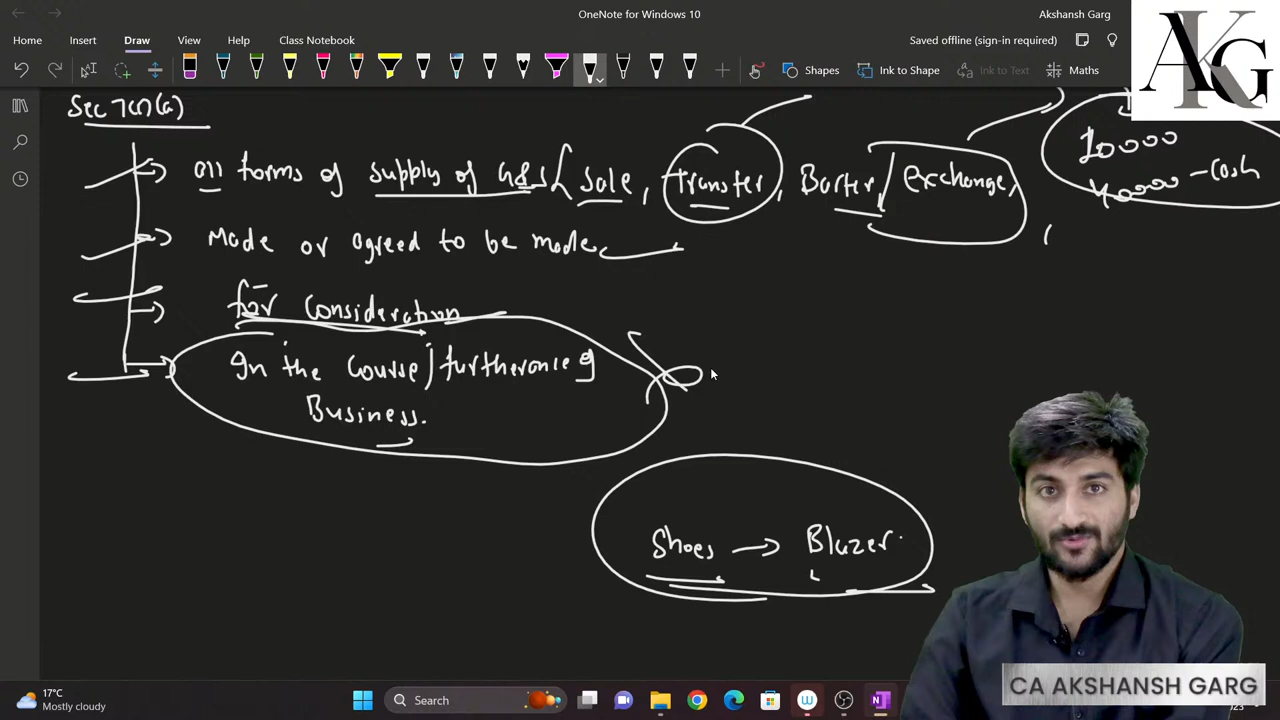 OneNote for Windows 10
Akshansh Garg
Home Insert Draw View Help Class Notebook
Saved offline (sign-in required)
Shapes Ink to Shape Ink to Text Maths
AKG
Sec 7(1)(a)
all forms of supply of G&S ( Sale, Transfer, Barter/exchange,
10000
40000 - Cash
Made or agreed to be made
for Consideration
In the Course/furtherance of
Business.
Shoes → Blazer
CA AKSHANSH GARG
17°C
Mostly cloudy
Search